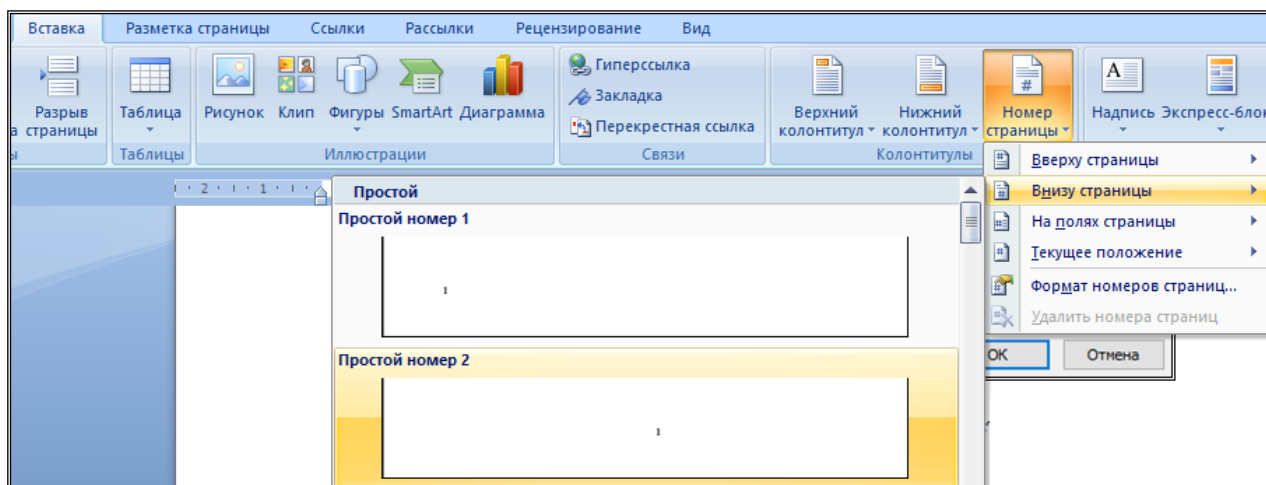 Вставка Разметка страницы Ссылки Рассылки Рецензирование Вид
Разрыв страницы
Таблица
Рисунок Клип Фигуры SmartArt Диаграмма
Гиперссылка
Закладка
Перекрестная ссылка
Верхний колонтитул
Нижний колонтитул
Номер страницы
Надпись Экспресс-блок
Таблицы Иллюстрации Связи Колонтитулы
2 1
Вверху страницы
Внизу страницы
На полях страницы
Текущее положение
Формат номеров страниц...
Удалить номера страниц
Простой
Простой номер 1
1
Простой номер 2
1
OK Отмена